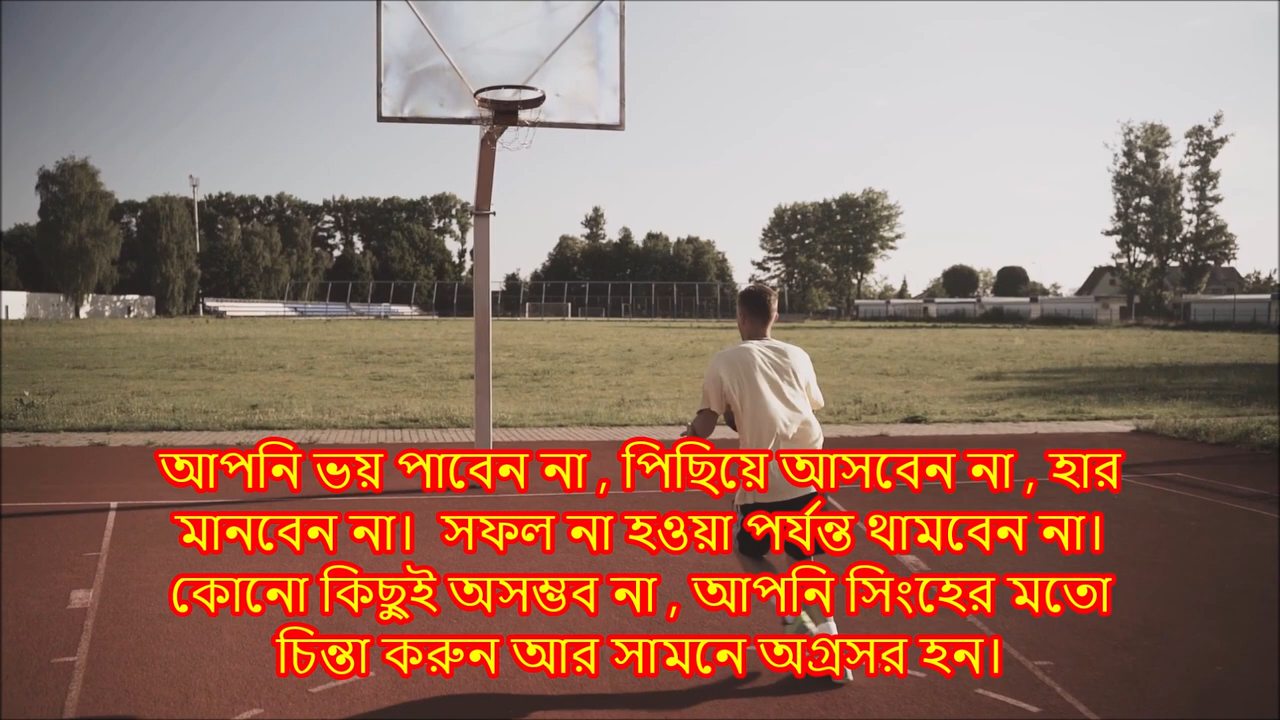 আপনি ভয় পাবেন না , পিছিয়ে আসবেন না , হার
মানবেন না।  সফল না হওয়া পর্যন্ত থামবেন না।
কোনো কিছুই অসম্ভব না , আপনি সিংহের মতো
চিন্তা করুন আর সামনে অগ্রসর হন।